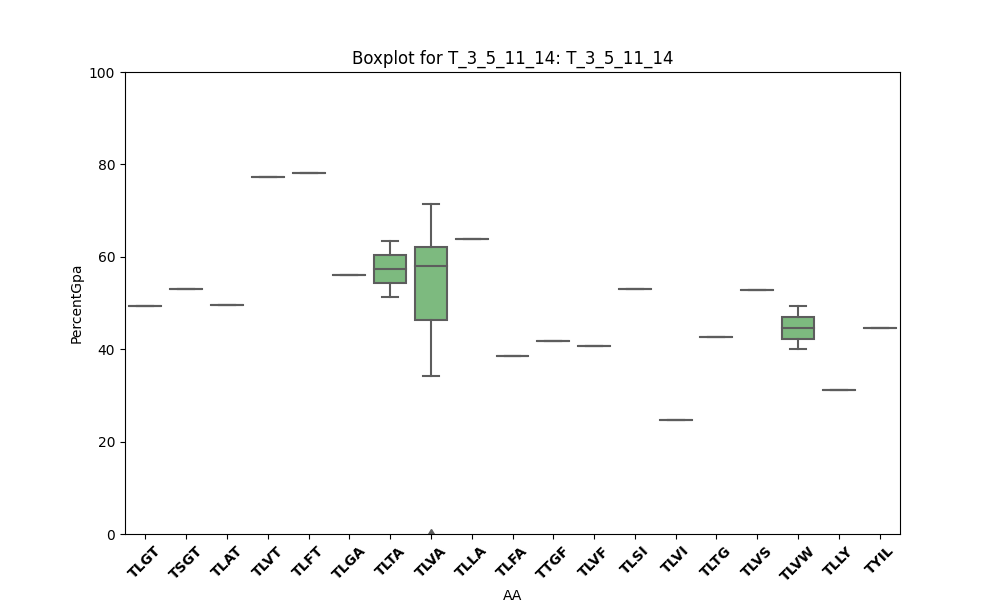 Boxplot for T_3_5_11_14: T_3_5_11_14
PercentGpa
100
80
60
40
20
0
TLGT TSGT TLAT TLVT TLFT TLGA TLTA TLVA TLLA TLFA TTGF TLVF TLSI TLVI TLTG TLVS TLVW TLLY TYIL
AA